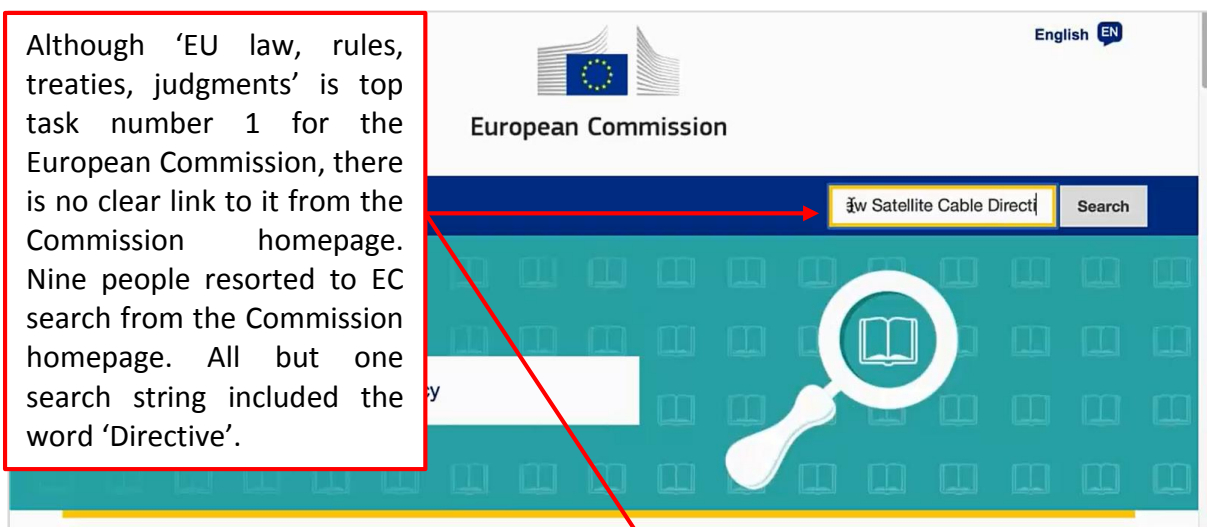 Although ‘EU law, rules,
treaties, judgments’ is top
task number 1 for the
European Commission, there
is no clear link to it from the
Commission homepage.
Nine people resorted to EC
search from the Commission
homepage. All but one
search string included the
word ‘Directive’.
English EN
European Commission
Satellite Cable Directi
Search